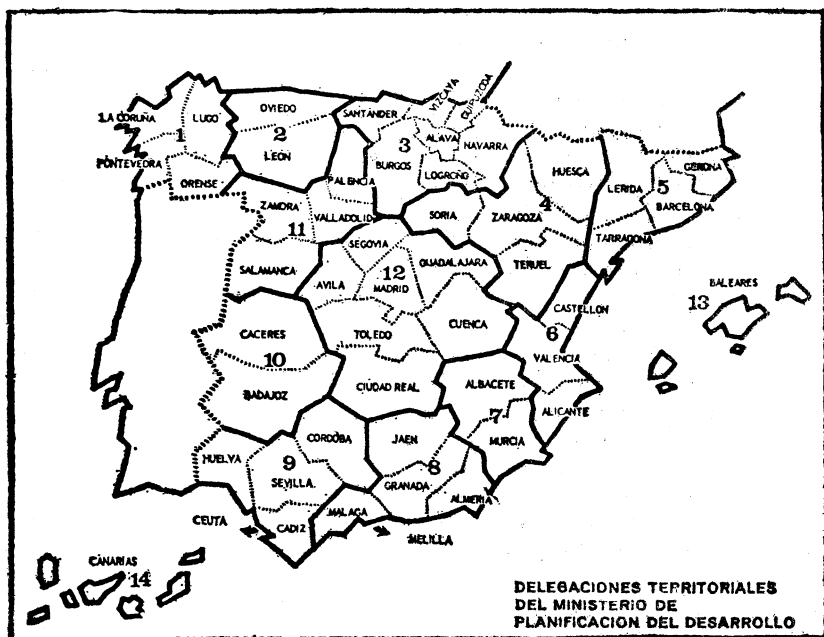 LA CORUÑA
LUGO
1
PONTEVEDRA
ORENSE
OVIEDO
2
LEON
SANTANDER
VIZCAYA
GUIPUZCOA
3
ALAVA
NAVARRA
BURGOS
LOGROÑO
PALENCIA
HUESCA
LERIDA
GERONA
5
BARCELONA
ZAMORA
VALLADOLID
11
SORIA
ZARAGOZA
4
TARRAGONA
SEGOVIA
SALAMANCA
AVILA
12
MADRID
GUADALAJARA
TERUEL
BALEARES
13
CASTELLON
CACERES
TOLEDO
CUENCA
6
VALENCIA
10
BADAJOZ
CIUDAD REAL
ALBACETE
7
ALICANTE
MURCIA
HUELVA
CORDOBA
JAEN
9
SEVILLA
8
GRANADA
ALMERIA
CEUTA
CADIZ
MALAGA
MELILLA
CANARIAS
14
DELEGACIONES TERRITORIALES
DEL MINISTERIO DE
PLANIFICACION DEL DESARROLLO